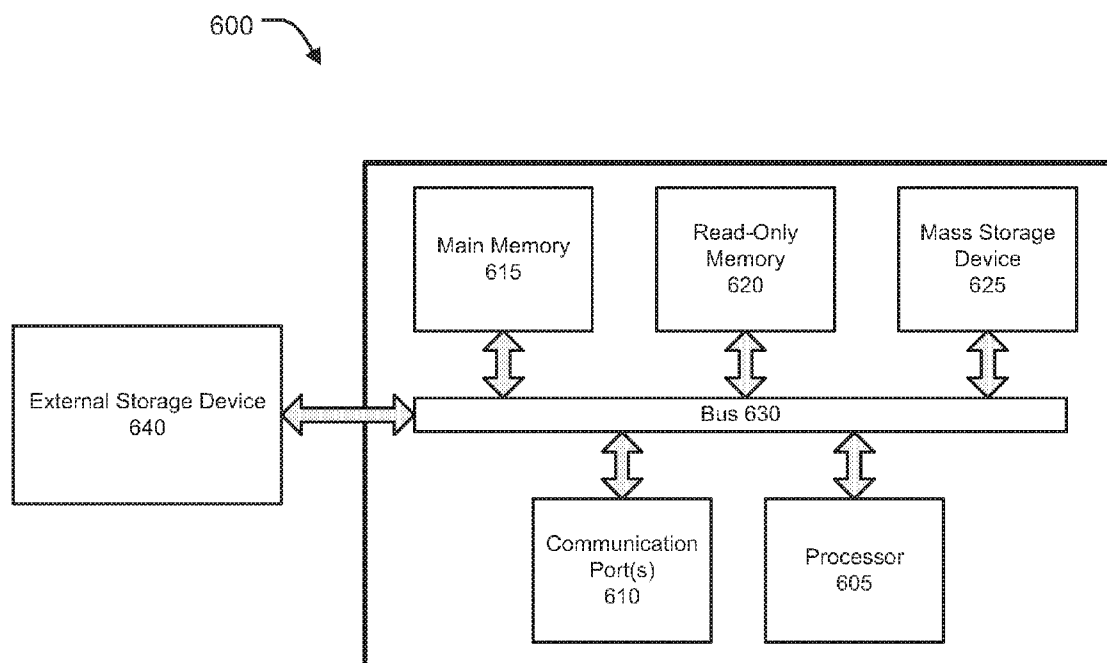 600
Main Memory
615
Read-Only
Memory
620
Mass Storage
Device
625
External Storage Device
640
Bus 630
Communication
Port(s)
610
Processor
605